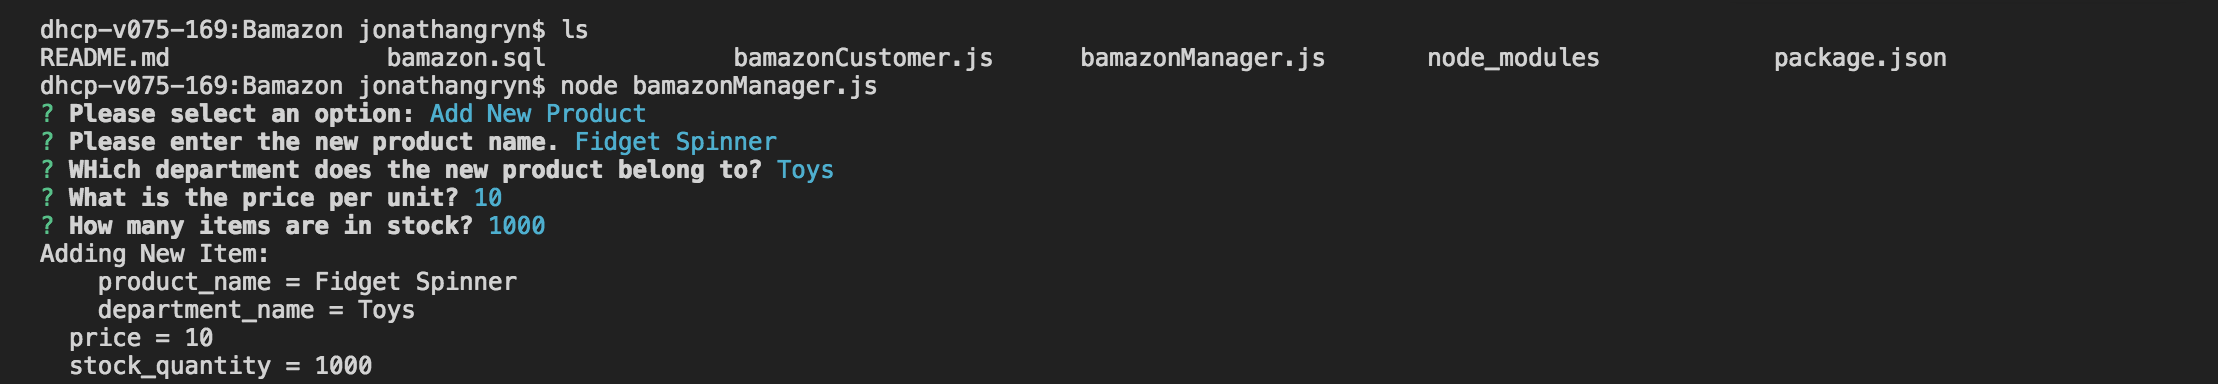 dhcp-v075-169:Bamazon jonathangryn$ ls
README.md               bamazon.sql             bamazonCustomer.js      bamazonManager.js       node_modules            package.json
dhcp-v075-169:Bamazon jonathangryn$ node bamazonManager.js
? Please select an option: Add New Product
? Please enter the new product name. Fidget Spinner
? WHich department does the new product belong to? Toys
? What is the price per unit? 10
? How many items are in stock? 1000
Adding New Item:
    product_name = Fidget Spinner
    department_name = Toys
  price = 10
  stock_quantity = 1000